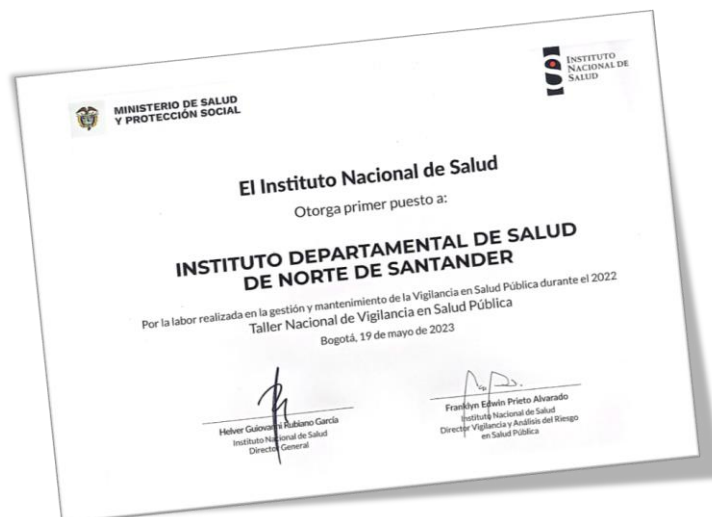 MINISTERIO DE SALUD
Y PROTECCIÓN SOCIAL
INSTITUTO
NACIONAL DE
SALUD
El Instituto Nacional de Salud
Otorga primer puesto a:
INSTITUTO DEPARTAMENTAL DE SALUD
DE NORTE DE SANTANDER
Por la labor realizada en la gestión y mantenimiento de la Vigilancia en Salud Pública durante el 2022
Taller Nacional de Vigilancia en Salud Pública
Bogotá, 19 de mayo de 2023
Helver Guiovanni Rubiano García
Instituto Nacional de Salud
Director General
Franklyn Edwin Prieto Alvarado
Instituto Nacional de Salud
Director Vigilancia y Análisis del Riesgo
en Salud Pública